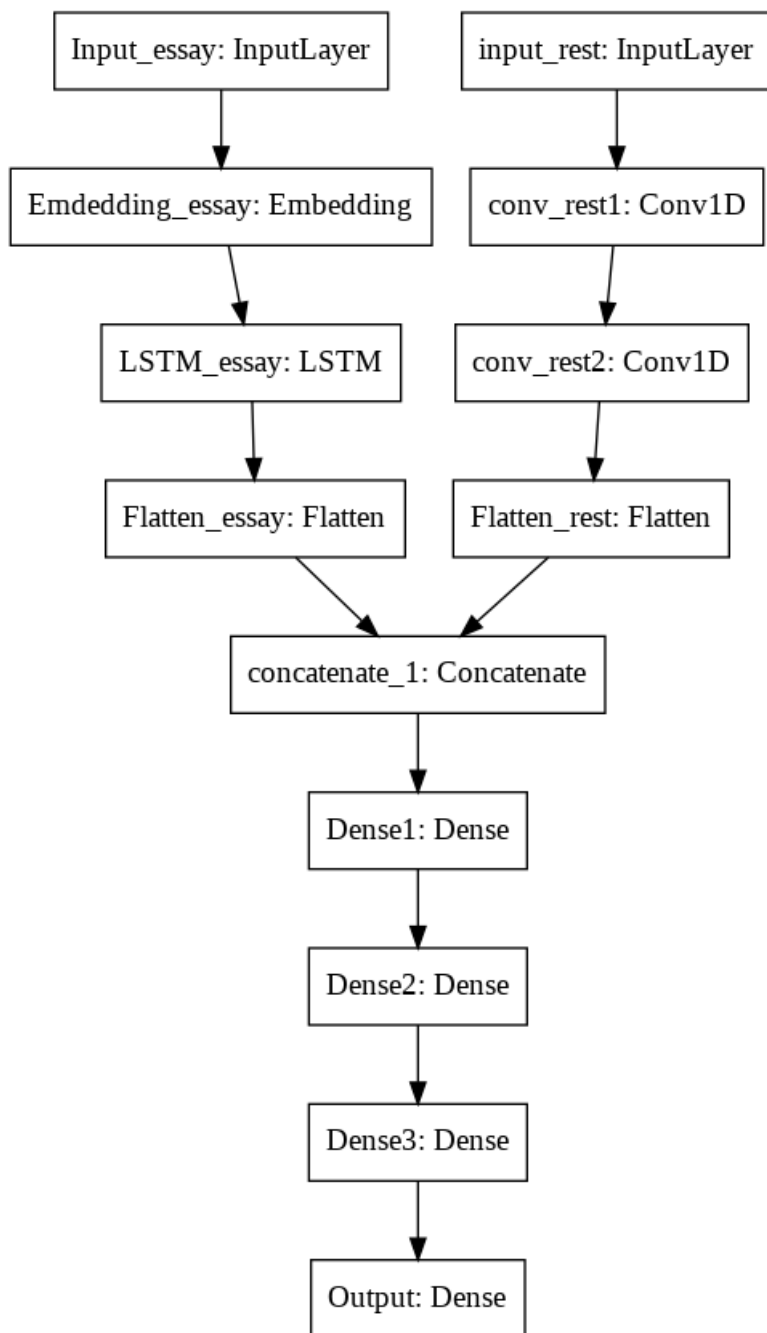 Input_essay: InputLayer
input_rest: InputLayer
Emdedding_essay: Embedding
conv_rest1: Conv1D
LSTM_essay: LSTM
conv_rest2: Conv1D
Flatten_essay: Flatten
Flatten_rest: Flatten
concatenate_1: Concatenate
Dense1: Dense
Dense2: Dense
Dense3: Dense
Output: Dense